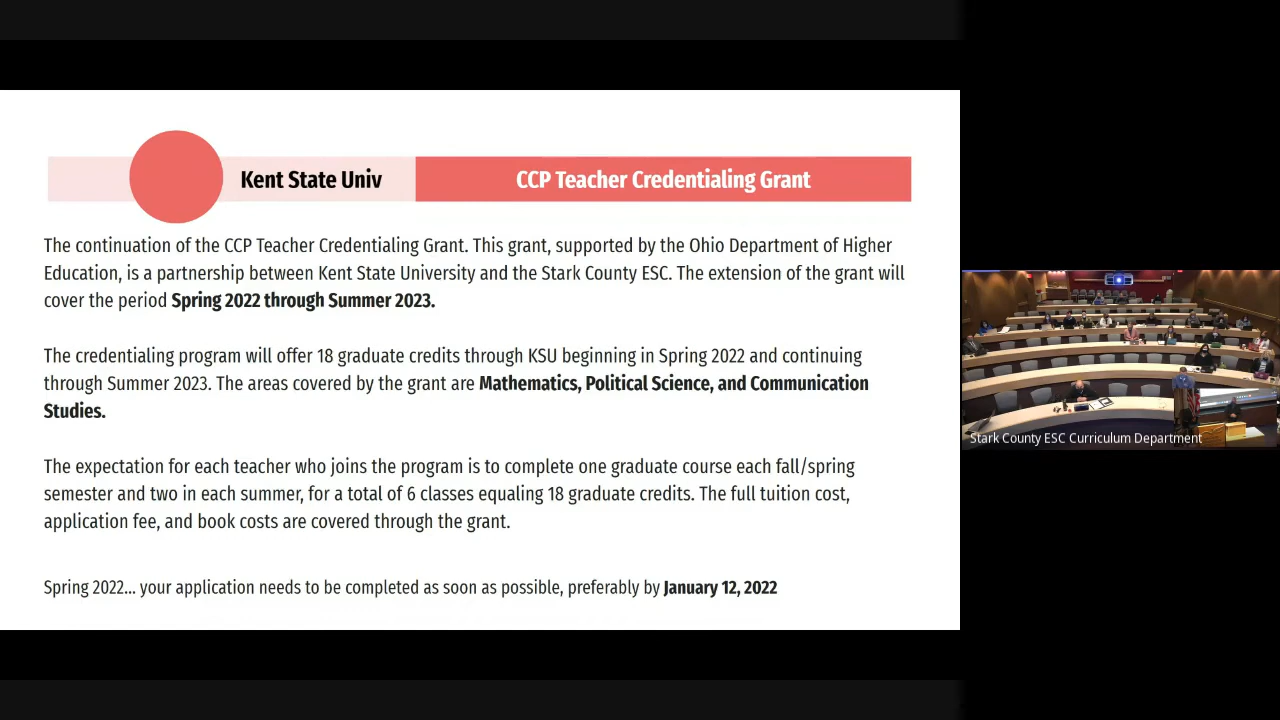 Kent State Univ
CCP Teacher Credentialing Grant
The continuation of the CCP Teacher Credentialing Grant. This grant, supported by the Ohio Department of Higher
Education, is a partnership between Kent State University and the Stark County ESC. The extension of the grant will
cover the period Spring 2022 through Summer 2023.
The credentialing program will offer 18 graduate credits through KSU beginning in Spring 2022 and continuing
through Summer 2023. The areas covered by the grant are Mathematics, Political Science, and Communication
Studies.
The expectation for each teacher who joins the program is to complete one graduate course each fall/spring
semester and two in each summer, for a total of 6 classes equaling 18 graduate credits. The full tuition cost,
application fee, and book costs are covered through the grant.
Spring 2022... your application needs to be completed as soon as possible, preferably by January 12, 2022
Stark County ESC Curriculum Department